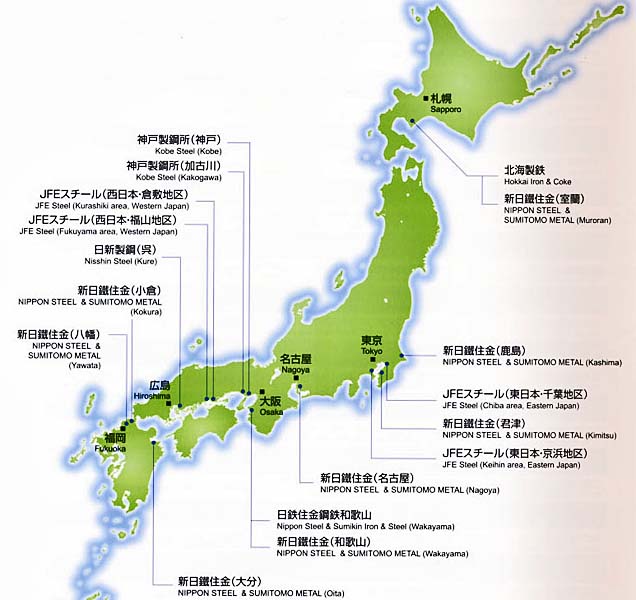 札幌
Sapporo
神戸製鋼所(神戸)
Kobe Steel (Kobe)
神戸製鋼所(加古川)
Kobe Steel (Kakogawa)
北海製鉄
Hokkai Iron & Coke
JFEスチール(西日本・倉敷地区)
JFE Steel (Kurashiki area, Western Japan)
新日鐵住金(室蘭)
NIPPON STEEL &
SUMITOMO METAL (Muroran)
JFEスチール(西日本・福山地区)
JFE Steel (Fukuyama area, Western Japan)
日新製鋼(呉)
Nisshin Steel (Kure)
新日鐵住金(小倉)
NIPPON STEEL & SUMITOMO METAL
(Kokura)
新日鐵住金(八幡)
NIPPON STEEL &
SUMITOMO METAL
(Yawata)
東京
Tokyo
新日鐵住金(鹿島)
NIPPON STEEL & SUMITOMO METAL (Kashima)
名古屋
Nagoya
広島
Hiroshima
大阪
Osaka
JFEスチール(東日本・千葉地区)
JFE Steel (Chiba area, Eastern Japan)
新日鐵住金(君津)
NIPPON STEEL & SUMITOMO METAL (Kimitsu)
福岡
Fukuoka
JFEスチール(東日本・京浜地区)
JFE Steel (Keihin area, Eastern Japan)
新日鐵住金(名古屋)
NIPPON STEEL & SUMITOMO METAL (Nagoya)
日鉄住金鋼鉄和歌山
Nippon Steel & Sumikin Iron & Steel (Wakayama)
新日鐵住金(和歌山)
NIPPON STEEL & SUMITOMO METAL (Wakayama)
新日鐵住金(大分)
NIPPON STEEL & SUMITOMO METAL (Oita)